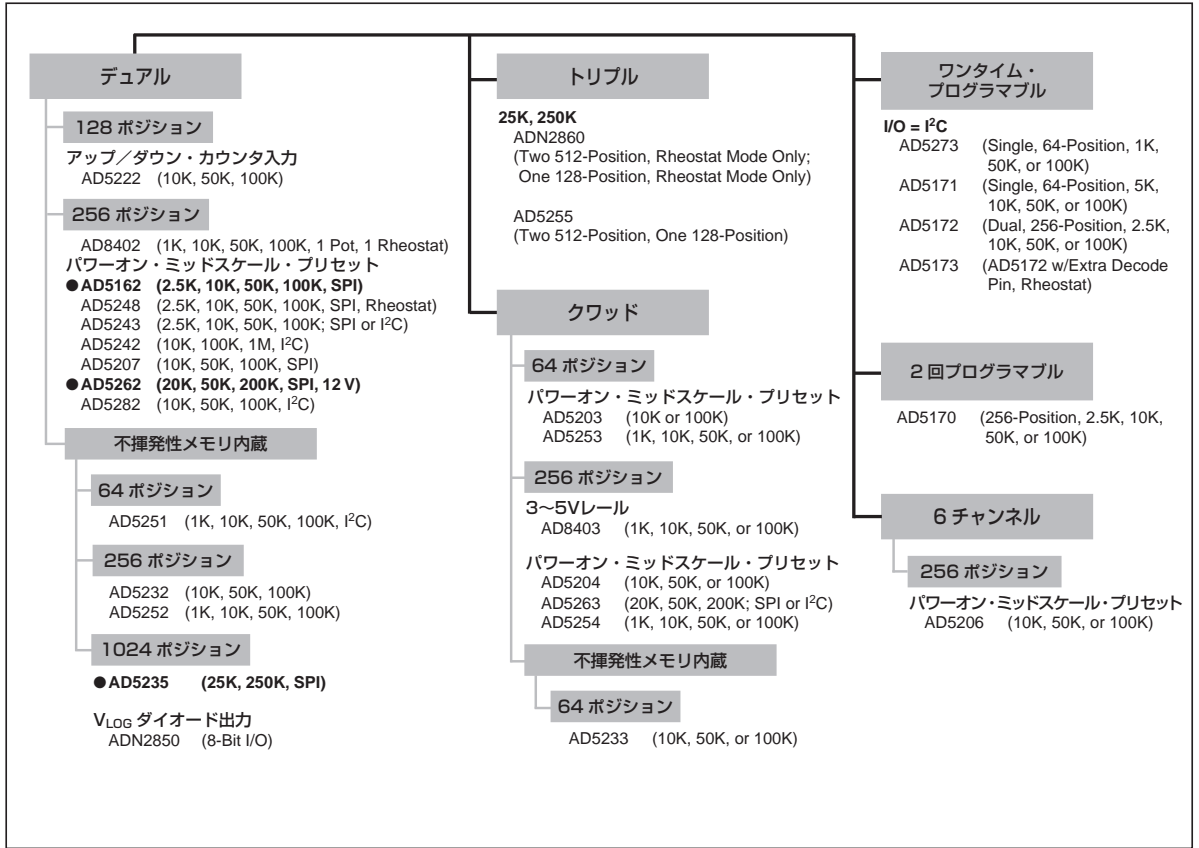 デュアル
128 ポジション
アップ／ダウン・カウンタ入力
AD5222 (10K, 50K, 100K)
256 ポジション
AD8402 (1K, 10K, 50K, 100K, 1 Pot, 1 Rheostat)
パワーオン・ミッドスケール・プリセット
●AD5162 (2.5K, 10K, 50K, 100K, SPI)
AD5248 (2.5K, 10K, 50K, 100K, SPI, Rheostat)
AD5243 (2.5K, 10K, 50K, 100K; SPI or I²C)
AD5242 (10K, 100K, 1M, I²C)
AD5207 (10K, 50K, 100K, SPI)
●AD5262 (20K, 50K, 200K, SPI, 12 V)
AD5282 (10K, 50K, 100K, I²C)
不揮発性メモリ内蔵
64 ポジション
AD5251 (1K, 10K, 50K, 100K, I²C)
256 ポジション
AD5232 (10K, 50K, 100K)
AD5252 (1K, 10K, 50K, 100K)
1024 ポジション
●AD5235 (25K, 250K, SPI)
VLOG ダイオード出力
ADN2850 (8-Bit I/O)
トリプル
25K, 250K
ADN2860
(Two 512-Position, Rheostat Mode Only;
One 128-Position, Rheostat Mode Only)
AD5255
(Two 512-Position, One 128-Position)
クワッド
64 ポジション
パワーオン・ミッドスケール・プリセット
AD5203 (10K or 100K)
AD5253 (1K, 10K, 50K, or 100K)
256 ポジション
3〜5Vレール
AD8403 (1K, 10K, 50K, or 100K)
パワーオン・ミッドスケール・プリセット
AD5204 (10K, 50K, or 100K)
AD5263 (20K, 50K, 200K; SPI or I²C)
AD5254 (1K, 10K, 50K, or 100K)
不揮発性メモリ内蔵
64 ポジション
AD5233 (10K, 50K, or 100K)
ワンタイム・
プログラマブル
I/O = I²C
AD5273 (Single, 64-Position, 1K,
50K, or 100K)
AD5171 (Single, 64-Position, 5K,
10K, 50K, or 100K)
AD5172 (Dual, 256-Position, 2.5K,
10K, 50K, or 100K)
AD5173 (AD5172 w/Extra Decode
Pin, Rheostat)
2 回プログラマブル
AD5170 (256-Position, 2.5K, 10K,
50K, or 100K)
6 チャンネル
256 ポジション
パワーオン・ミッドスケール・プリセット
AD5206 (10K, 50K, or 100K)